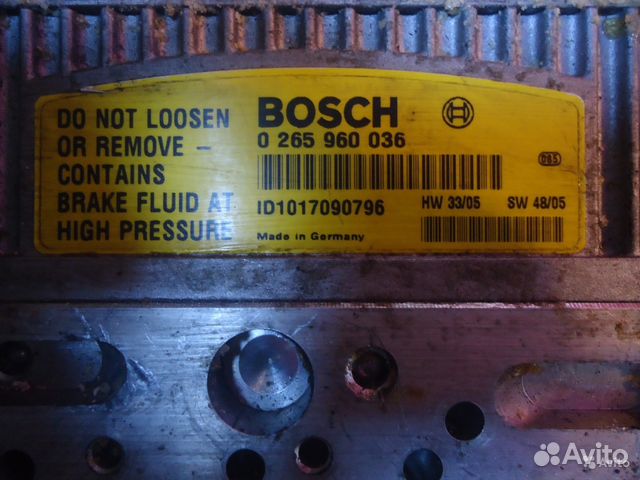 DO NOT LOOSEN
OR REMOVE –
CONTAINS
BRAKE FLUID AT
HIGH PRESSURE
BOSCH
0 265 960 036
ID1017090796
HW 33/05 SW 48/05
Made in Germany
Avito
Avito